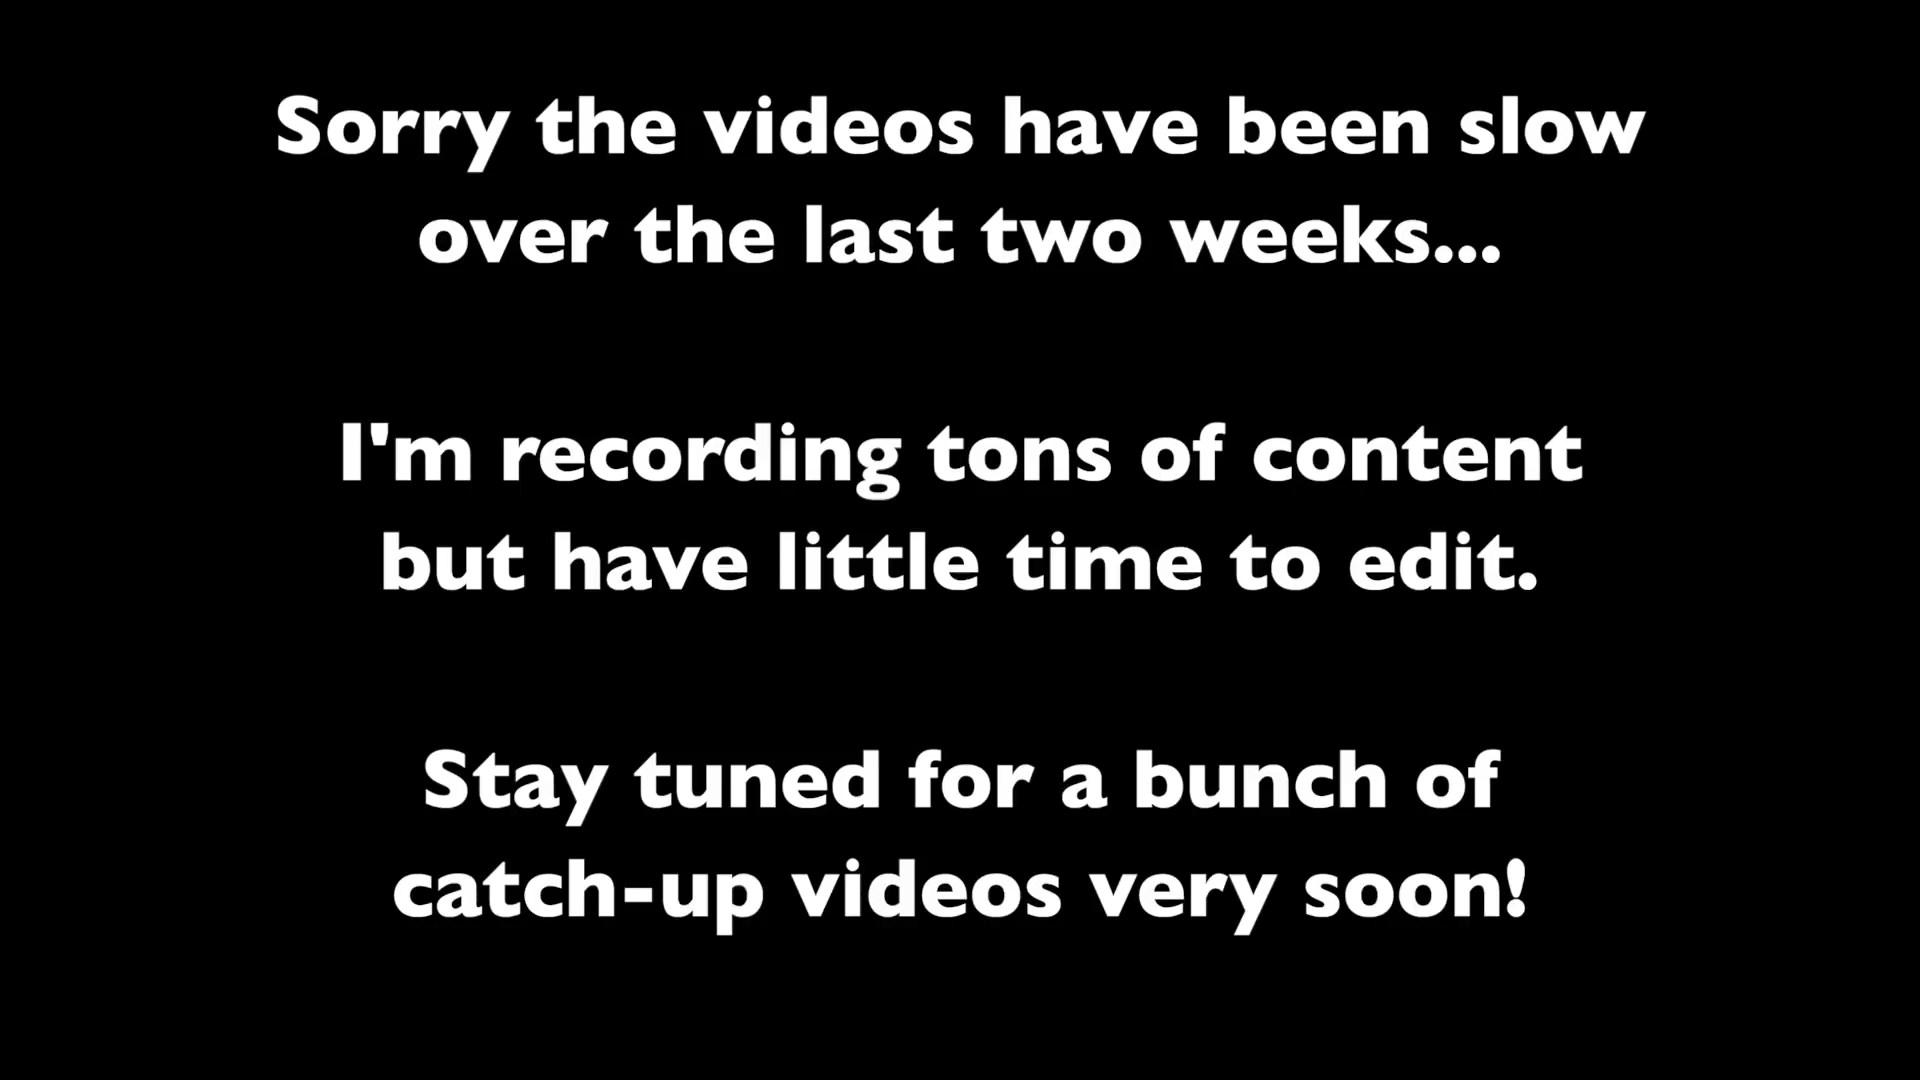 Sorry the videos have been slow
over the last two weeks...
I'm recording tons of content
but have little time to edit.
Stay tuned for a bunch of
catch-up videos very soon!